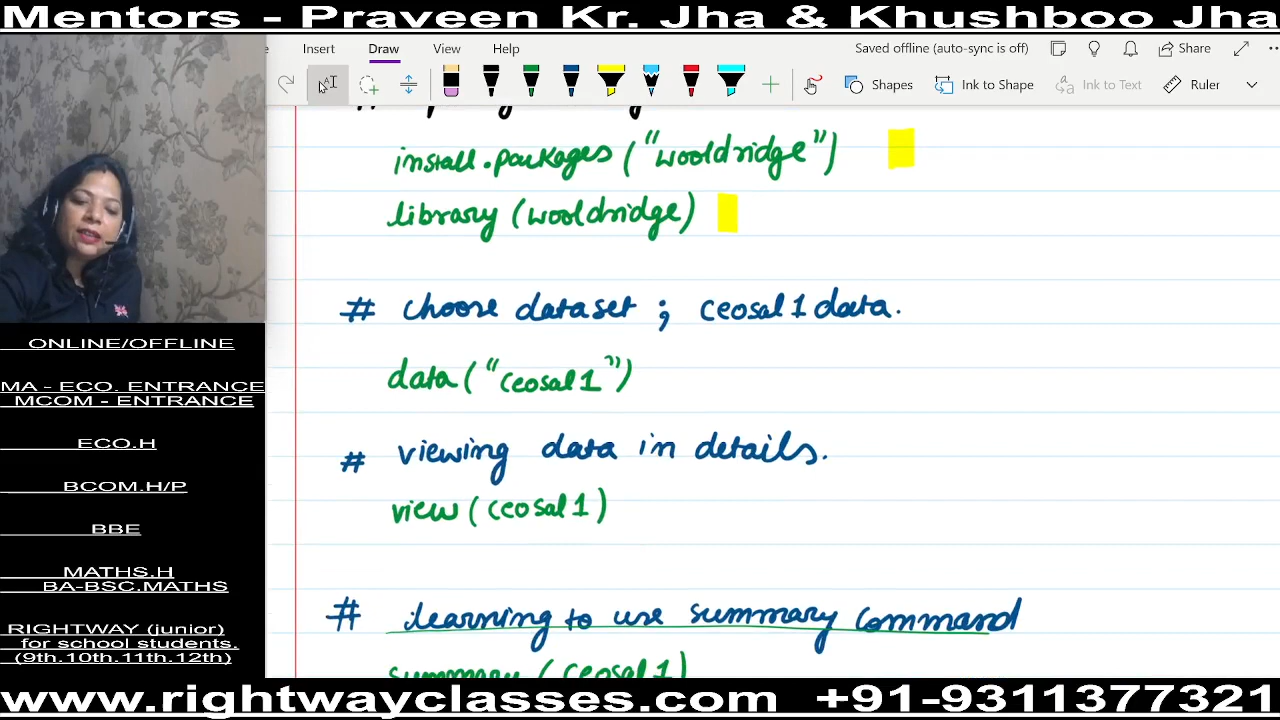 Mentors - Praveen Kr. Jha & Khushboo Jha
Insert Draw View Help
Saved offline (auto-sync is off) Share
Shapes Ink to Shape Ink to Text Ruler
install.packages ("wooldridge")
library (wooldridge)
# choose dataset ; ceosal1 data.
data ("ceosal1")
# viewing data in details.
view (ceosal1)
# learning to use summary command
summary (ceosal1)
ONLINE/OFFLINE
MA - ECO. ENTRANCE
MCOM - ENTRANCE
ECO.H
BCOM.H/P
BBE
MATHS.H
BA-BSC.MATHS
RIGHTWAY (junior)
for school students.
(9th.10th.11th.12th)
www.rightwayclasses.com +91-9311377321